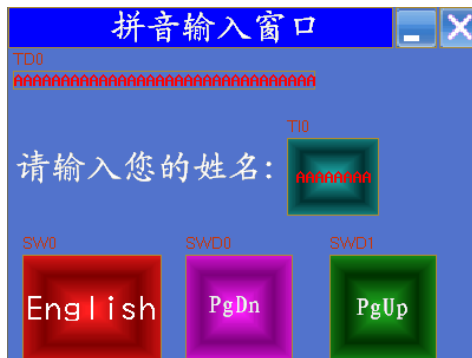 拼音输入窗口
TD0
AAAAAAAAAAAAAAAAAAAAAAAAAAAAAAAA
TI0
请输入您的姓名:
AAAAAAAA
SW0 SWD0 SWD1
English PgDn PgUp